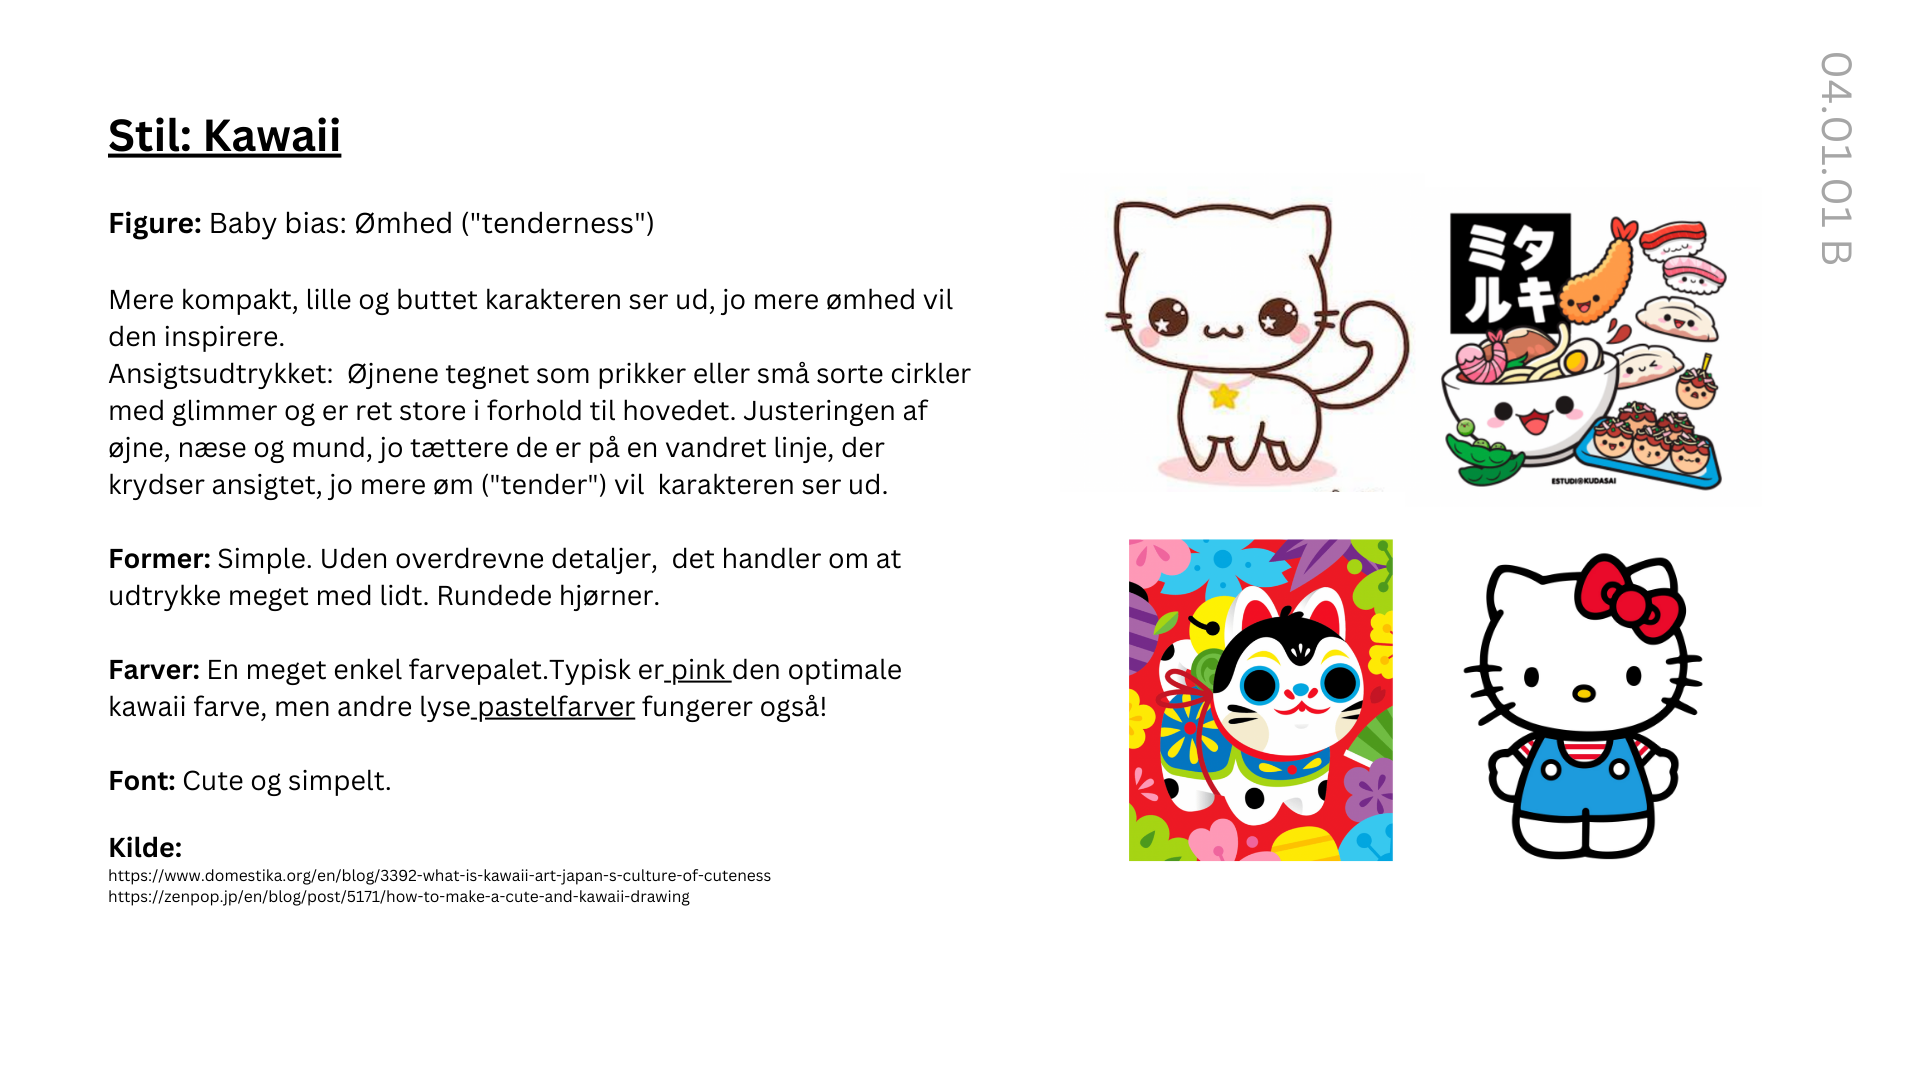 Stil: Kawaii
Figure: Baby bias: Ømhed ("tenderness")
Mere kompakt, lille og buttet karakteren ser ud, jo mere ømhed vil
den inspirere.
Ansigtsudtrykket:  Øjnene tegnet som prikker eller små sorte cirkler
med glimmer og er ret store i forhold til hovedet. Justeringen af
øjne, næse og mund, jo tættere de er på en vandret linje, der
krydser ansigtet, jo mere øm ("tender") vil  karakteren ser ud.
Former: Simple. Uden overdrevne detaljer,  det handler om at
udtrykke meget med lidt. Rundede hjørner.
Farver: En meget enkel farvepalet.Typisk er pink den optimale
kawaii farve, men andre lyse pastelfarver fungerer også!
Font: Cute og simpelt.
Kilde:
https://www.domestika.org/en/blog/3392-what-is-kawaii-art-japan-s-culture-of-cuteness
https://zenpop.jp/en/blog/post/5171/how-to-make-a-cute-and-kawaii-drawing
ミタ
ルキ
ESTUDI@KUDASAI
04.01.01 B